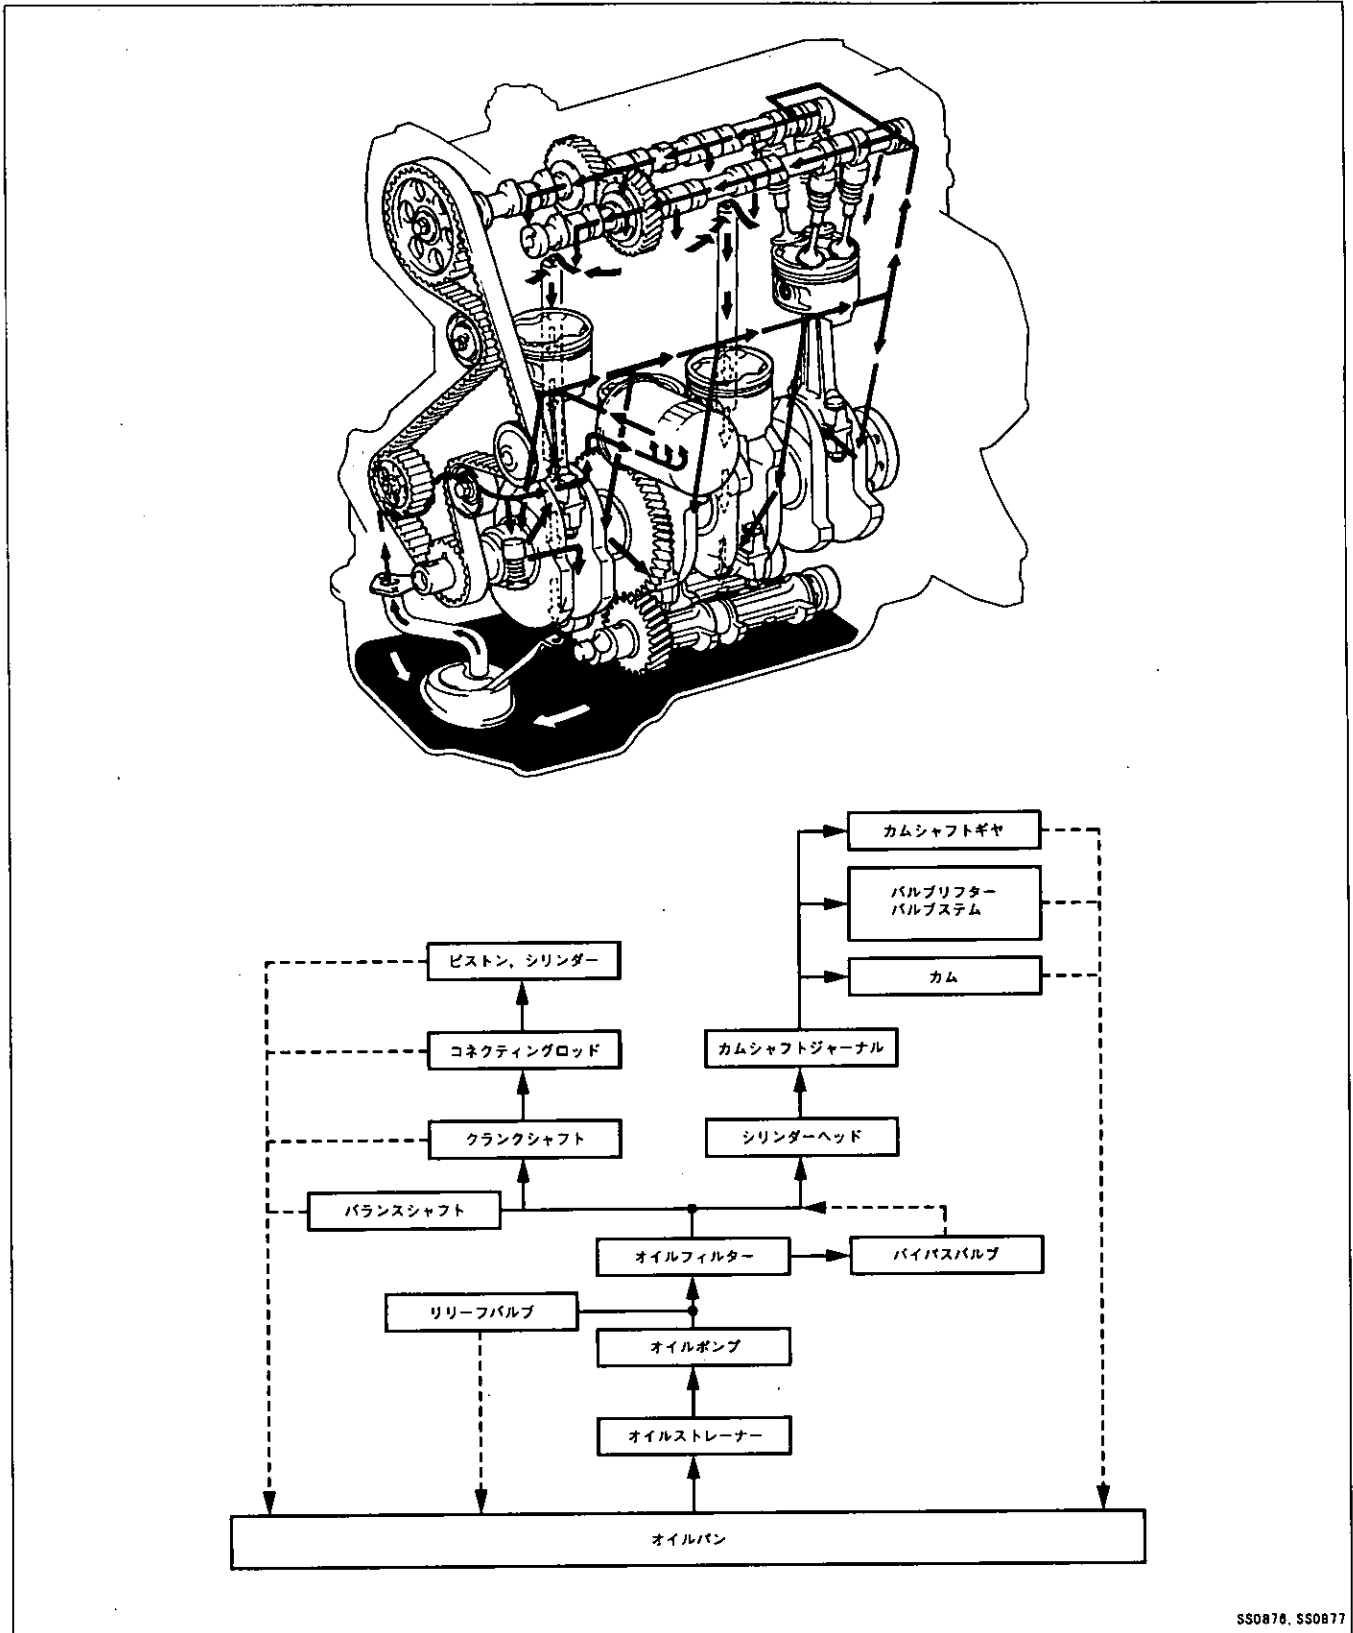 カムシャフトギヤ
バルブリフター
バルブステム
ピストン，シリンダー
カム
コネクティングロッド
カムシャフトジャーナル
クランクシャフト
シリンダーヘッド
バランスシャフト
オイルフィルター
バイパスバルブ
リリーフバルブ
オイルポンプ
オイルストレーナー
オイルパン
SS0876, SS0877